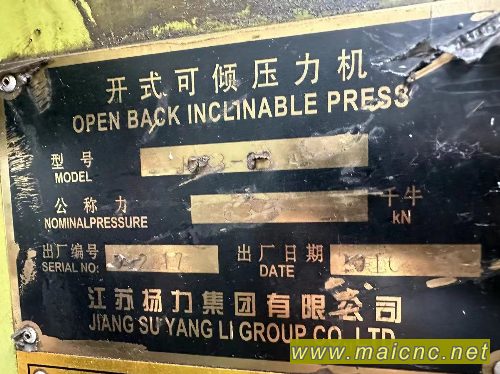 开式可倾压力机
OPEN BACK INCLINABLE PRESS
型号
MODEL
公称力 千牛
NOMINALPRESSURE kN
出厂编号 出厂日期
SERIAL NO: DATE
江苏扬力集团有限公司
JIANG SU YANG LI GROUP CO.,LTD.
www.maicnc.net